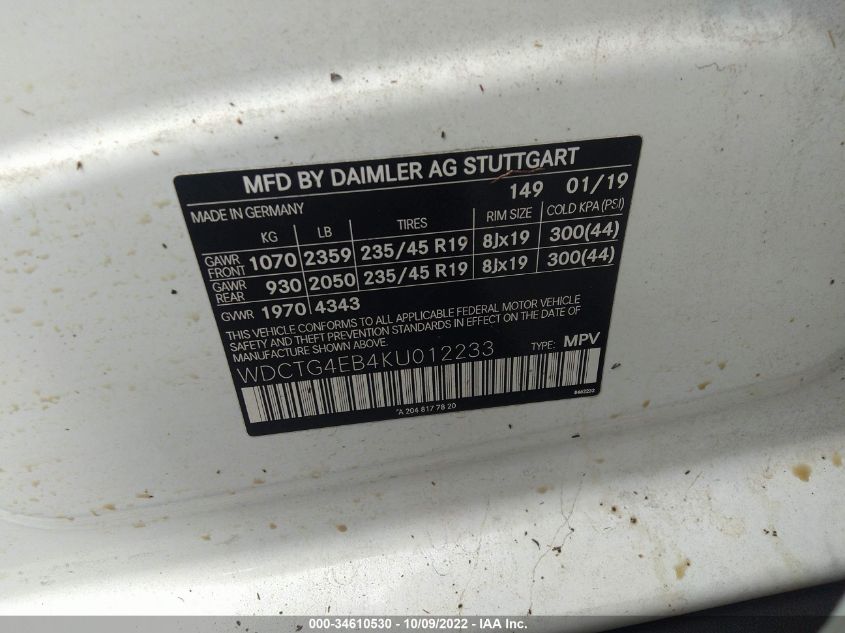 MFD BY DAIMLER AG STUTTGART
149 01/19
MADE IN GERMANY
KG LB TIRES RIM SIZE COLD KPA (PSI)
GAWR FRONT 1070 2359 235/45 R19 8Jx19 300(44)
GAWR REAR 930 2050 235/45 R19 8Jx19 300(44)
GVWR 1970 4343
THIS VEHICLE CONFORMS TO ALL APPLICABLE FEDERAL MOTOR VEHICLE
SAFETY AND THEFT PREVENTION STANDARDS IN EFFECT ON THE DATE OF
MANUFACTURE SHOWN ABOVE.
WDCTG4EB4KU012233 TYPE: MPV
A 204 817 78 20
000-34610530 - 10/09/2022 - IAA Inc.